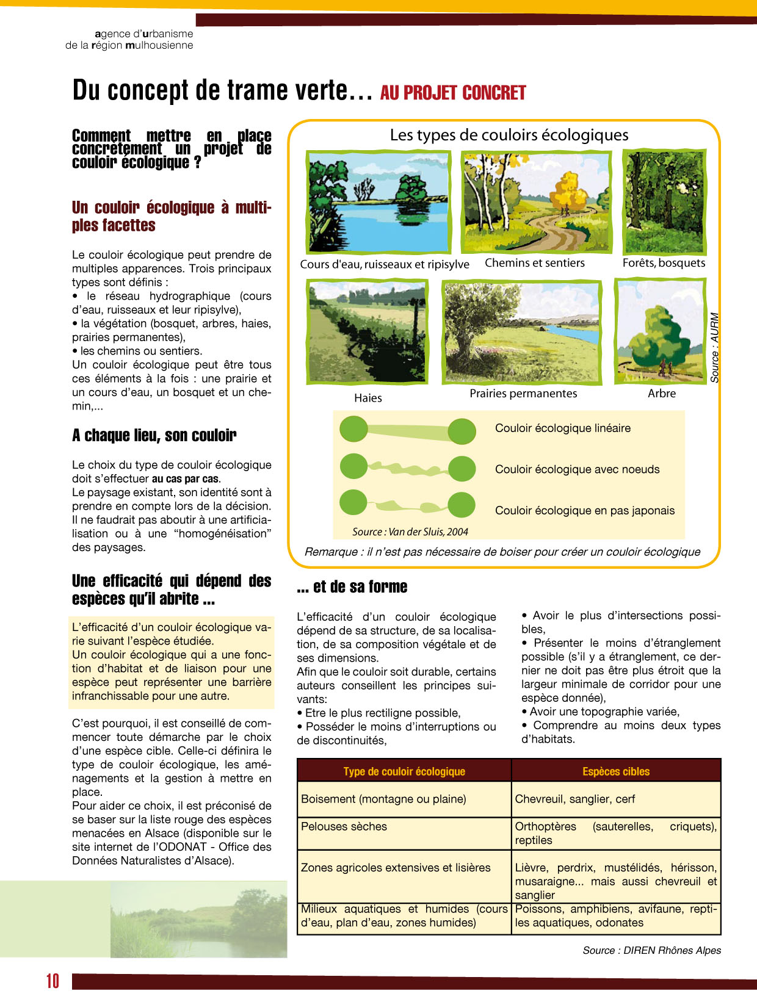 agence d'urbanisme
de la région mulhousienne
Du concept de trame verte... AU PROJET CONCRET
Comment mettre en place
concrètement un projet de
couloir écologique ?
Un couloir écologique à multi-
ples facettes
Le couloir écologique peut prendre de
multiples apparences. Trois principaux
types sont définis :
• le réseau hydrographique (cours
d'eau, ruisseaux et leur ripisylve),
• la végétation (bosquet, arbres, haies,
prairies permanentes),
• les chemins ou sentiers.
Un couloir écologique peut être tous
ces éléments à la fois : une prairie et
un cours d'eau, un bosquet et un che-
min,...
A chaque lieu, son couloir
Le choix du type de couloir écologique
doit s'effectuer au cas par cas.
Le paysage existant, son identité sont à
prendre en compte lors de la décision.
Il ne faudrait pas aboutir à une artificia-
lisation ou à une “homogénéisation”
des paysages.
Une efficacité qui dépend des
espèces qu'il abrite ...
L'efficacité d'un couloir écologique va-
rie suivant l'espèce étudiée.
Un couloir écologique qui a une fonc-
tion d'habitat et de liaison pour une
espèce peut représenter une barrière
infranchissable pour une autre.
C'est pourquoi, il est conseillé de com-
mencer toute démarche par le choix
d'une espèce cible. Celle-ci définira le
type de couloir écologique, les amé-
nagements et la gestion à mettre en
place.
Pour aider ce choix, il est préconisé de
se baser sur la liste rouge des espèces
menacées en Alsace (disponible sur le
site internet de l'ODONAT - Office des
Données Naturalistes d'Alsace).
Les types de couloirs écologiques
Cours d'eau, ruisseaux et ripisylve
Chemins et sentiers
Forêts, bosquets
Haies
Prairies permanentes
Arbre
Source : AURM
Couloir écologique linéaire
Couloir écologique avec noeuds
Couloir écologique en pas japonais
Source : Van der Sluis, 2004
Remarque : il n'est pas nécessaire de boiser pour créer un couloir écologique
... et de sa forme
L'efficacité d'un couloir écologique
dépend de sa structure, de sa localisa-
tion, de sa composition végétale et de
ses dimensions.
Afin que le couloir soit durable, certains
auteurs conseillent les principes sui-
vants:
• Etre le plus rectiligne possible,
• Posséder le moins d'interruptions ou
de discontinuités,
• Avoir le plus d'intersections possi-
bles,
• Présenter le moins d'étranglement
possible (s'il y a étranglement, ce der-
nier ne doit pas être plus étroit que la
largeur minimale de corridor pour une
espèce donnée),
• Avoir une topographie variée,
• Comprendre au moins deux types
d'habitats.
Type de couloir écologique
Espèces cibles
Boisement (montagne ou plaine)
Chevreuil, sanglier, cerf
Pelouses sèches
Orthoptères (sauterelles, criquets),
reptiles
Zones agricoles extensives et lisières
Lièvre, perdrix, mustélidés, hérisson,
musaraigne... mais aussi chevreuil et
sanglier
Milieux aquatiques et humides (cours
d'eau, plan d'eau, zones humides)
Poissons, amphibiens, avifaune, repti-
les aquatiques, odonates
Source : DIREN Rhônes Alpes
10